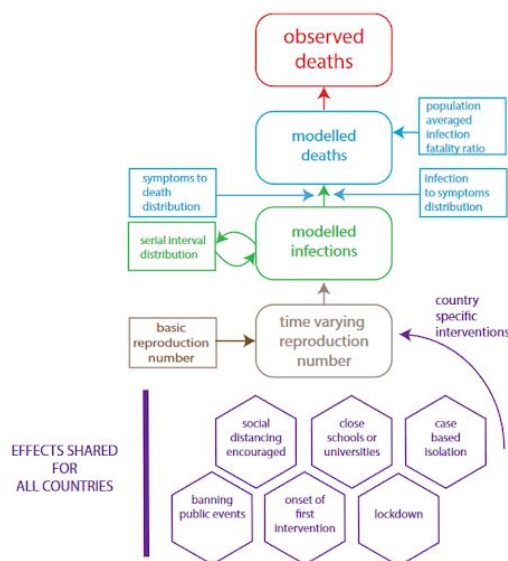 observed
deaths
modelled
deaths
population
averaged
infection
fatality ratio
symptoms to
death
distribution
infection
to symptoms
distribution
serial interval
distribution
modelled
infections
country
specific
interventions
basic
reproduction
number
time varying
reproduction
number
EFFECTS SHARED
FOR
ALL COUNTRIES
social
distancing
encouraged
close
schools or
universities
case
based
isolation
banning
public events
onset of
first
intervention
lockdown